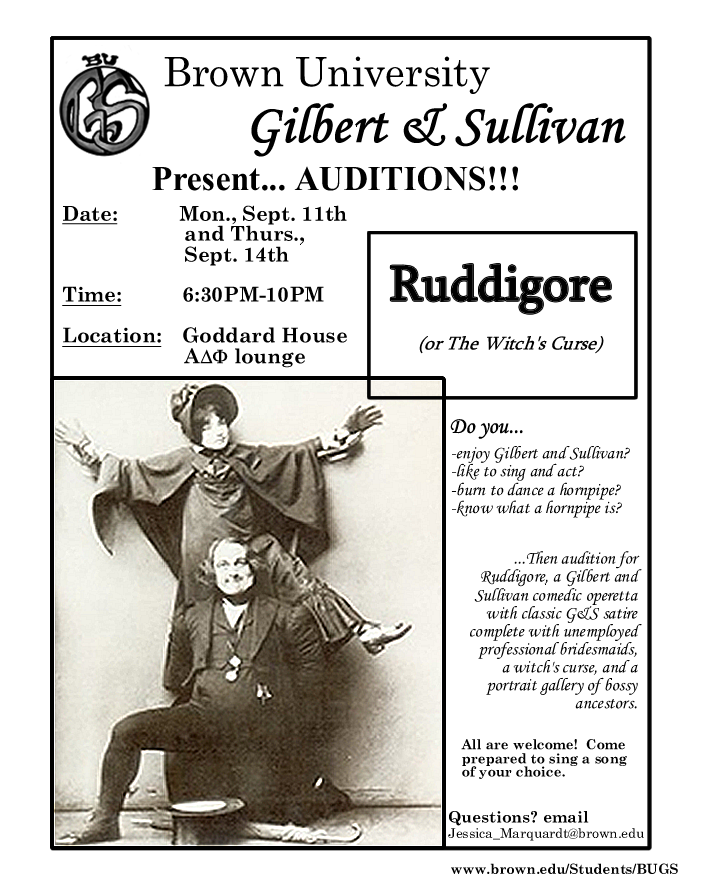 BU
GS
Brown University
Gilbert & Sullivan
Present... AUDITIONS!!!
Date: Mon., Sept. 11th
and Thurs.,
Sept. 14th
Time: 6:30PM-10PM
Location: Goddard House
ΑΔΦ lounge
Ruddigore
(or The Witch's Curse)
Do you...
-enjoy Gilbert and Sullivan?
-like to sing and act?
-burn to dance a hornpipe?
-know what a hornpipe is?
...Then audition for
Ruddigore, a Gilbert and
Sullivan comedic operetta
with classic G&S satire
complete with unemployed
professional bridesmaids,
a witch's curse, and a
portrait gallery of bossy
ancestors.
All are welcome! Come
prepared to sing a song
of your choice.
Questions? email
Jessica_Marquardt@brown.edu
www.brown.edu/Students/BUGS